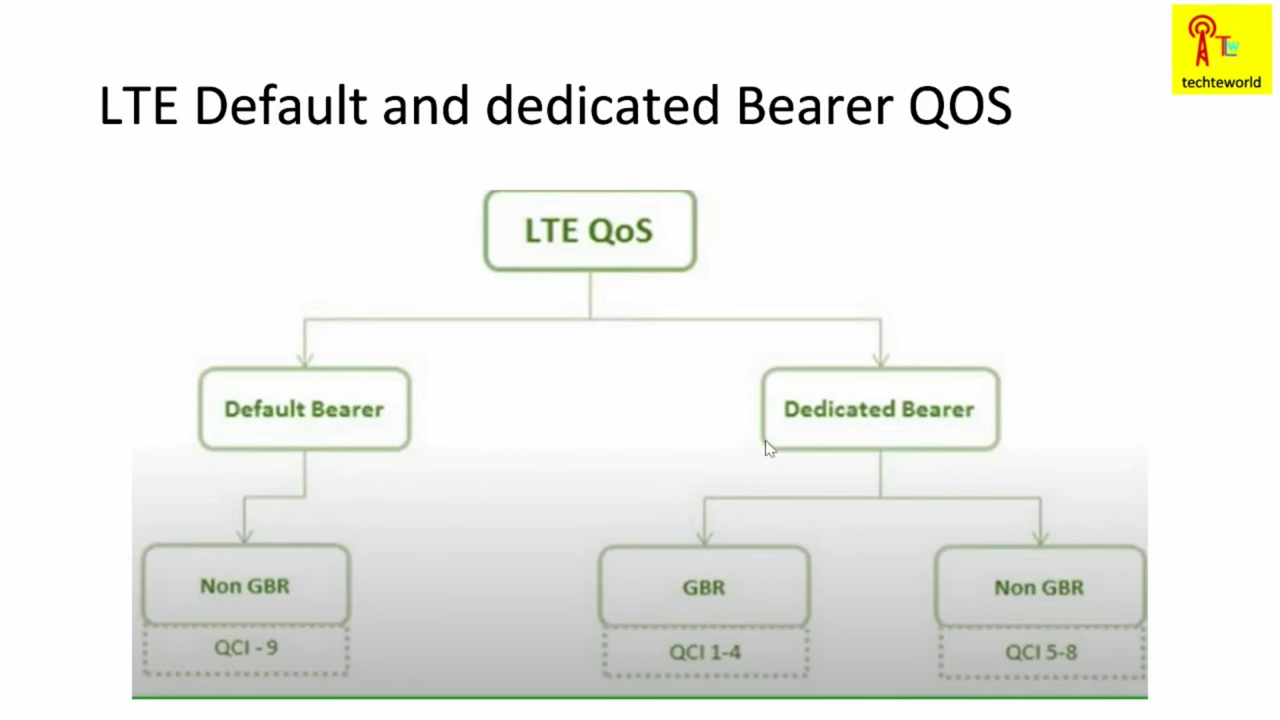 TLw
techteworld
LTE Default and dedicated Bearer QOS
LTE QoS
Default Bearer
Dedicated Bearer
Non GBR
GBR
Non GBR
QCI - 9
QCI 1-4
QCI 5-8